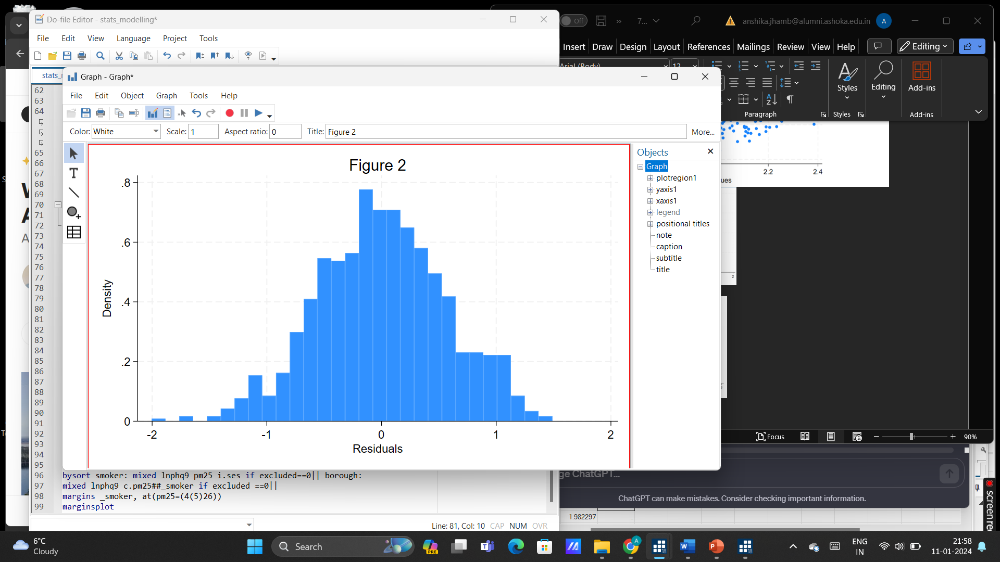 Do-file Editor - stats_modelling*
File Edit View Language Project Tools
stats_
Graph - Graph*
File Edit Object Graph Tools Help
Color: White Scale: 1 Aspect ratio: 0 Title: Figure 2 More...
Figure 2
.8
.6
.4
.2
0
Density
-2 -1 0 1 2
Residuals
Objects
Graph
plotregion1
yaxis1
xaxis1
legend
positional titles
note
caption
subtitle
title
62
63
64
65
66
67
68
69
70
71
72
73
74
75
76
77
78
79
80
81
82
83
84
85
86
87
88
89
90
91
92
93
94
95
96 bysort smoker: mixed lnphq9 pm25 i.ses if excluded==0|| borough:
97 mixed lnphq9 c.pm25##_smoker if excluded ==0||
98 margins _smoker, at(pm25=(4(5)26))
99 marginsplot
Line: 81, Col: 10 CAP NUM OVR
Off 7... anshika.jhamb@alumni.ashoka.edu.in A
Insert Draw Design Layout References Mailings Review View Help Editing
Arial (Body) 12
Styles Editing Add-ins
Paragraph Styles Add-ins
2.2 2.4
ues
2
Focus 90%
ge ChatGPT...
ChatGPT can make mistakes. Consider checking important information.
1.982297 .
screen re
6°C
Cloudy
Search
PRE
18
18
ENG
IN
21:58
11-01-2024